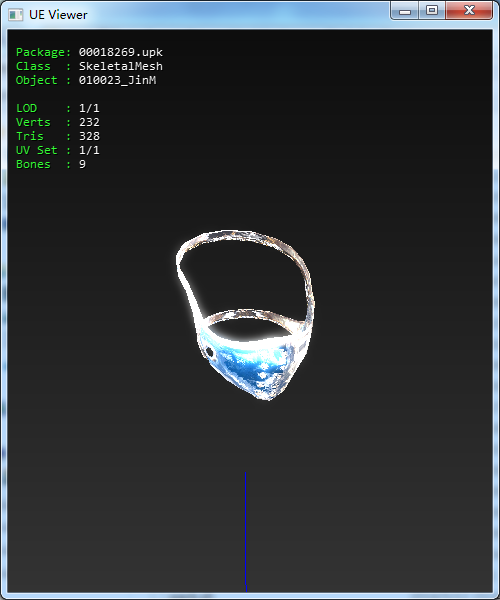 UE Viewer
Package: 00018269.upk
Class : SkeletalMesh
Object : 010023_JinM
LOD : 1/1
Verts : 232
Tris : 328
UV Set : 1/1
Bones : 9